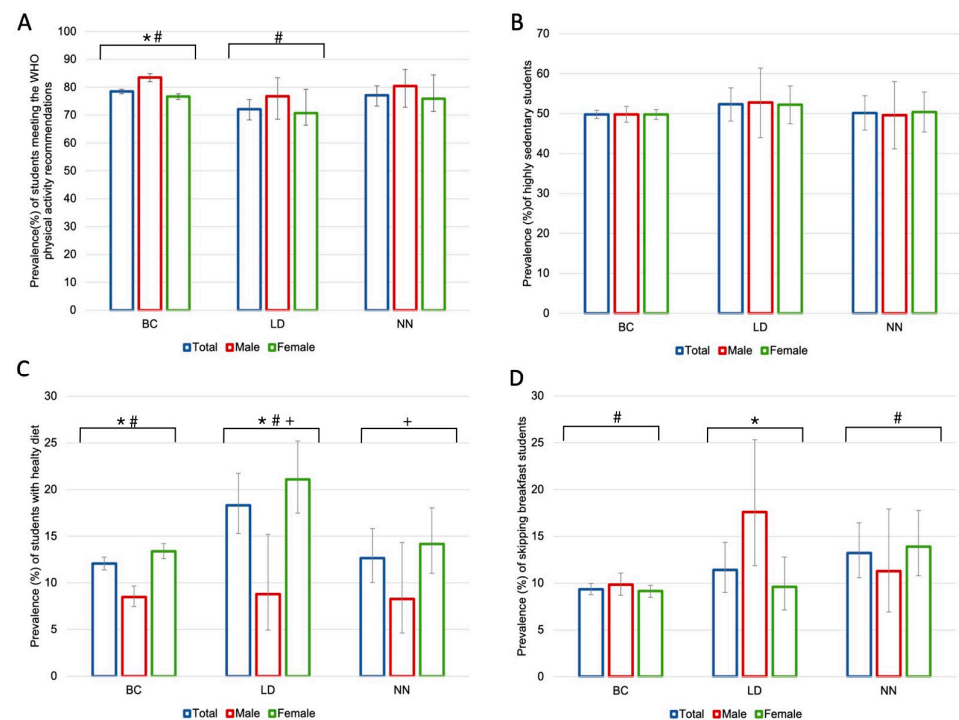 A
Prevalence(%) of students meeting the WHO
physical activity recommendations
100
90
80
70
60
50
40
30
20
10
0
* #
#
BC
LD
NN
Total Male Female
B
Prevalence (%)of highly sedentary students
70
60
50
40
30
20
10
0
BC
LD
NN
Total Male Female
C
Prevalence (%) of students with healty diet
30
25
20
15
10
5
0
* #
* # +
+
BC
LD
NN
Total Male Female
D
Prevalence (%) of skipping breakfast students
30
25
20
15
10
5
0
#
*
#
BC
LD
NN
Total Male Female